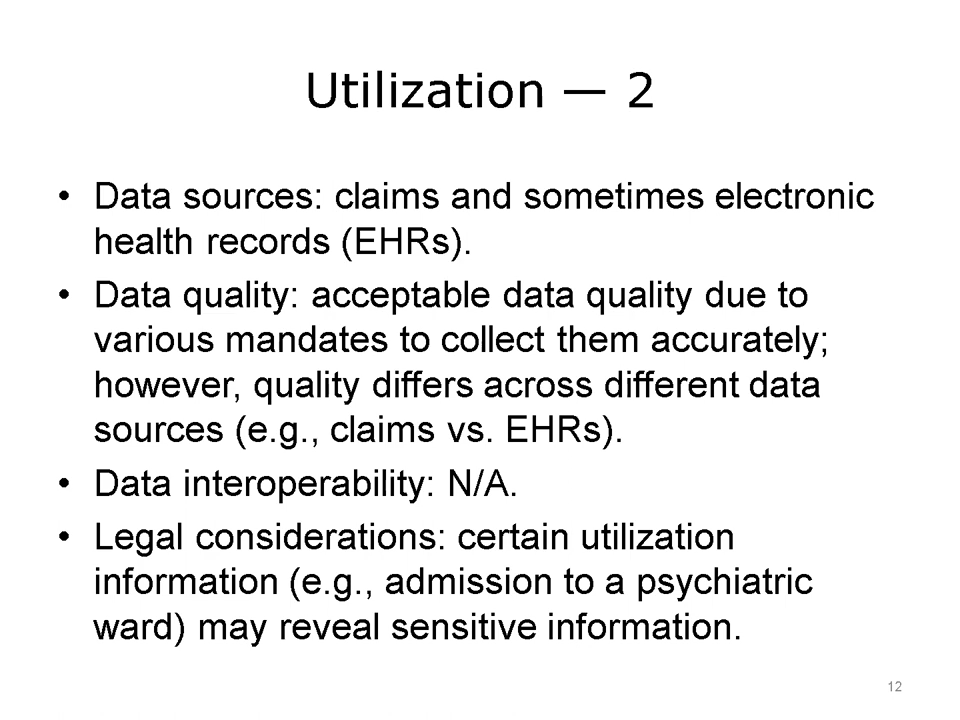 Utilization — 2
• Data sources: claims and sometimes electronic
health records (EHRs).
• Data quality: acceptable data quality due to
various mandates to collect them accurately;
however, quality differs across different data
sources (e.g., claims vs. EHRs).
• Data interoperability: N/A.
• Legal considerations: certain utilization
information (e.g., admission to a psychiatric
ward) may reveal sensitive information.
12